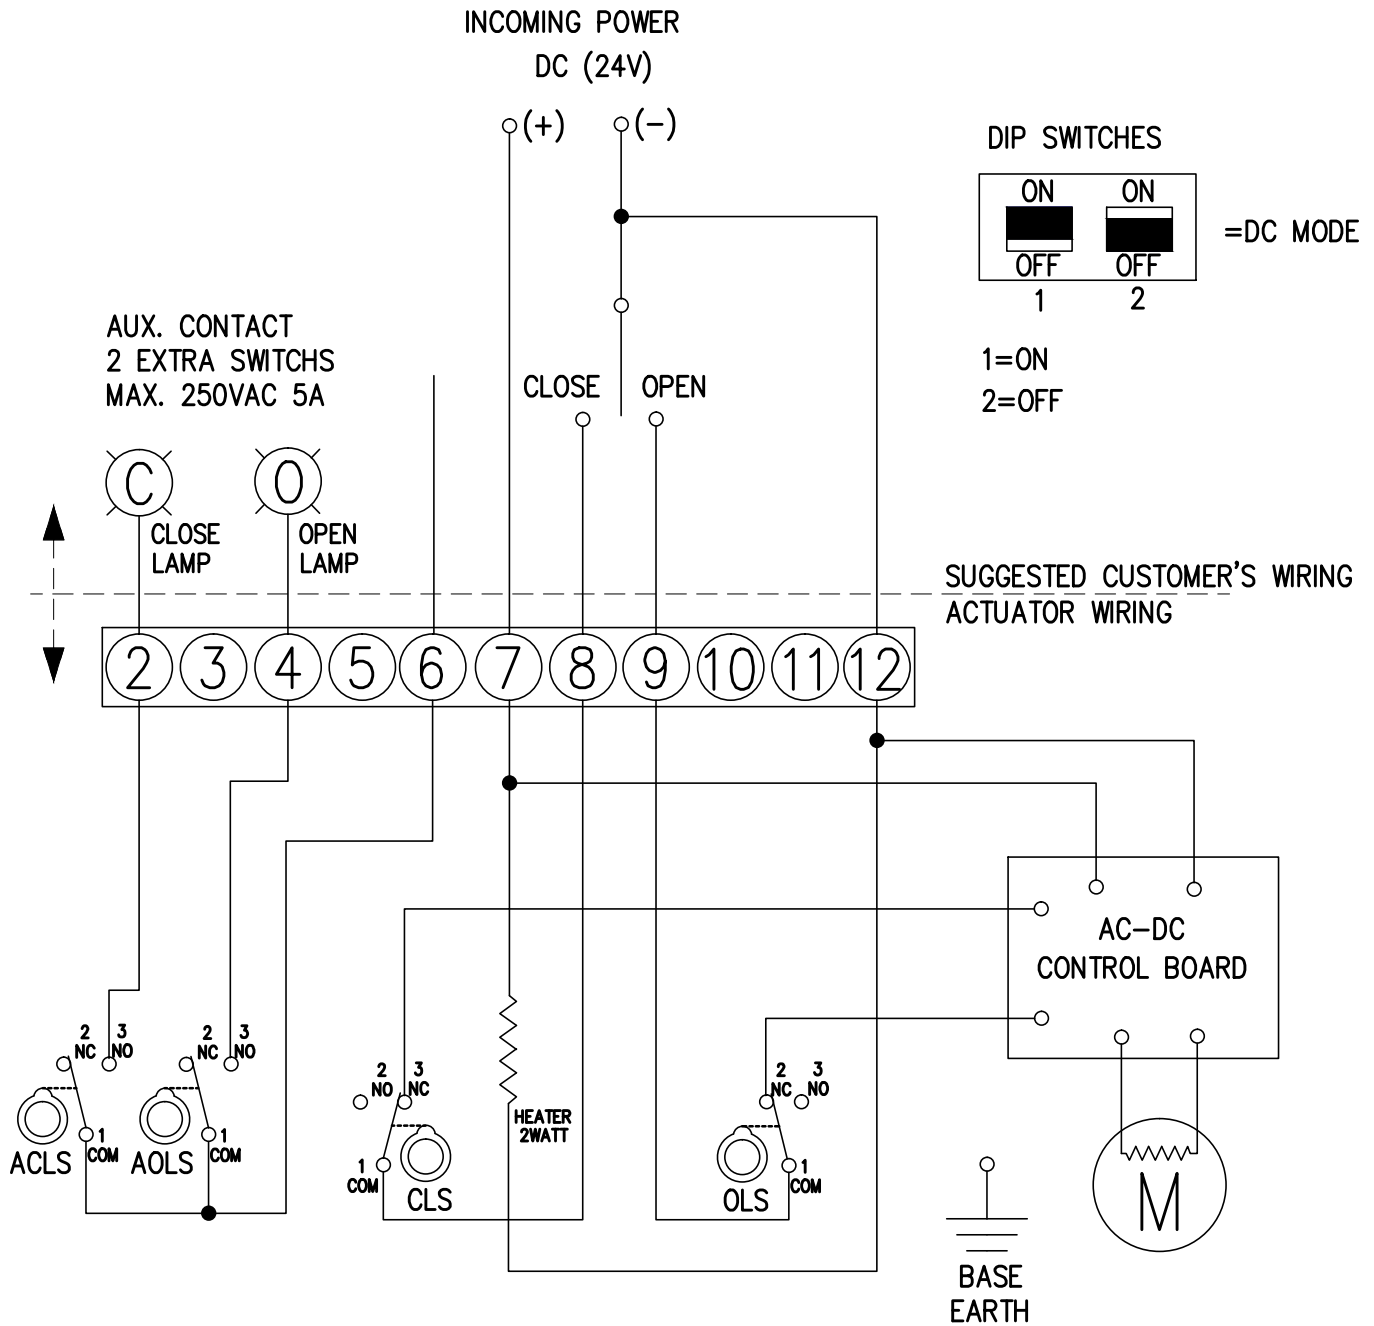 INCOMING POWER
DC (24V)
(+) (-)
DIP SWITCHES
ON ON
OFF OFF
1 2
=DC MODE
1=ON
2=OFF
AUX. CONTACT
2 EXTRA SWITCHS
MAX. 250VAC 5A
CLOSE OPEN
C O
CLOSE
LAMP
OPEN
LAMP
SUGGESTED CUSTOMER'S WIRING
ACTUATOR WIRING
2 3 4 5 6 7 8 9 10 11 12
AC-DC
CONTROL BOARD
2
NC
3
NO
1
COM
ACLS
2
NC
3
NO
1
COM
AOLS
2
NO
3
NC
1
COM
CLS
HEATER
2WATT
2
NC
3
NO
1
COM
OLS
M
BASE
EARTH